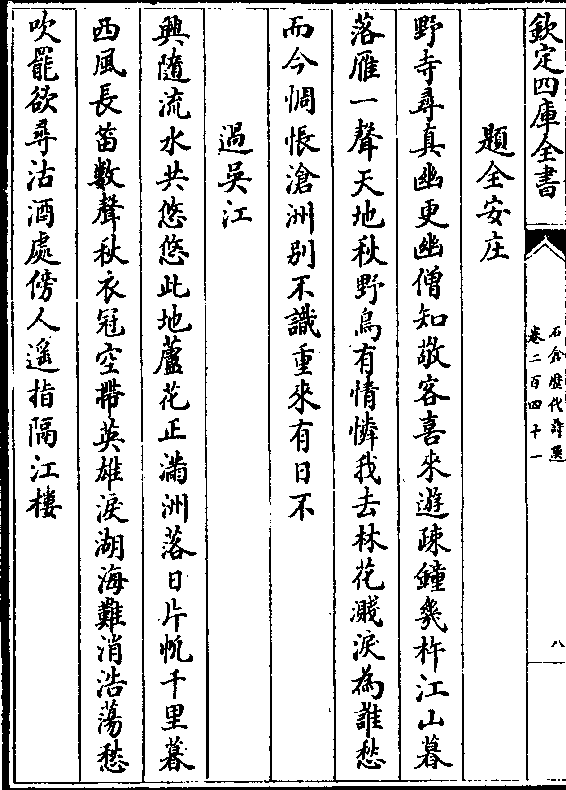 欽定四庫全書
石倉歷代詩選
卷二百四十一
八
題全安庄
野寺尋真幽更幽僧知敬客喜來遊疎鐘幾杵江山暮
落雁一聲天地秋野鳥有情憐我去林花濺淚為誰愁
而今惆悵滄洲别不識重來有日不
過吳江
興隨流水共悠悠此地蘆花正滿洲落日片帆千里暮
西風長笛數聲秋衣冠空帶英雄淚湖海難消浩蕩愁
吹罷欲尋沽酒處傍人遥指隔江樓